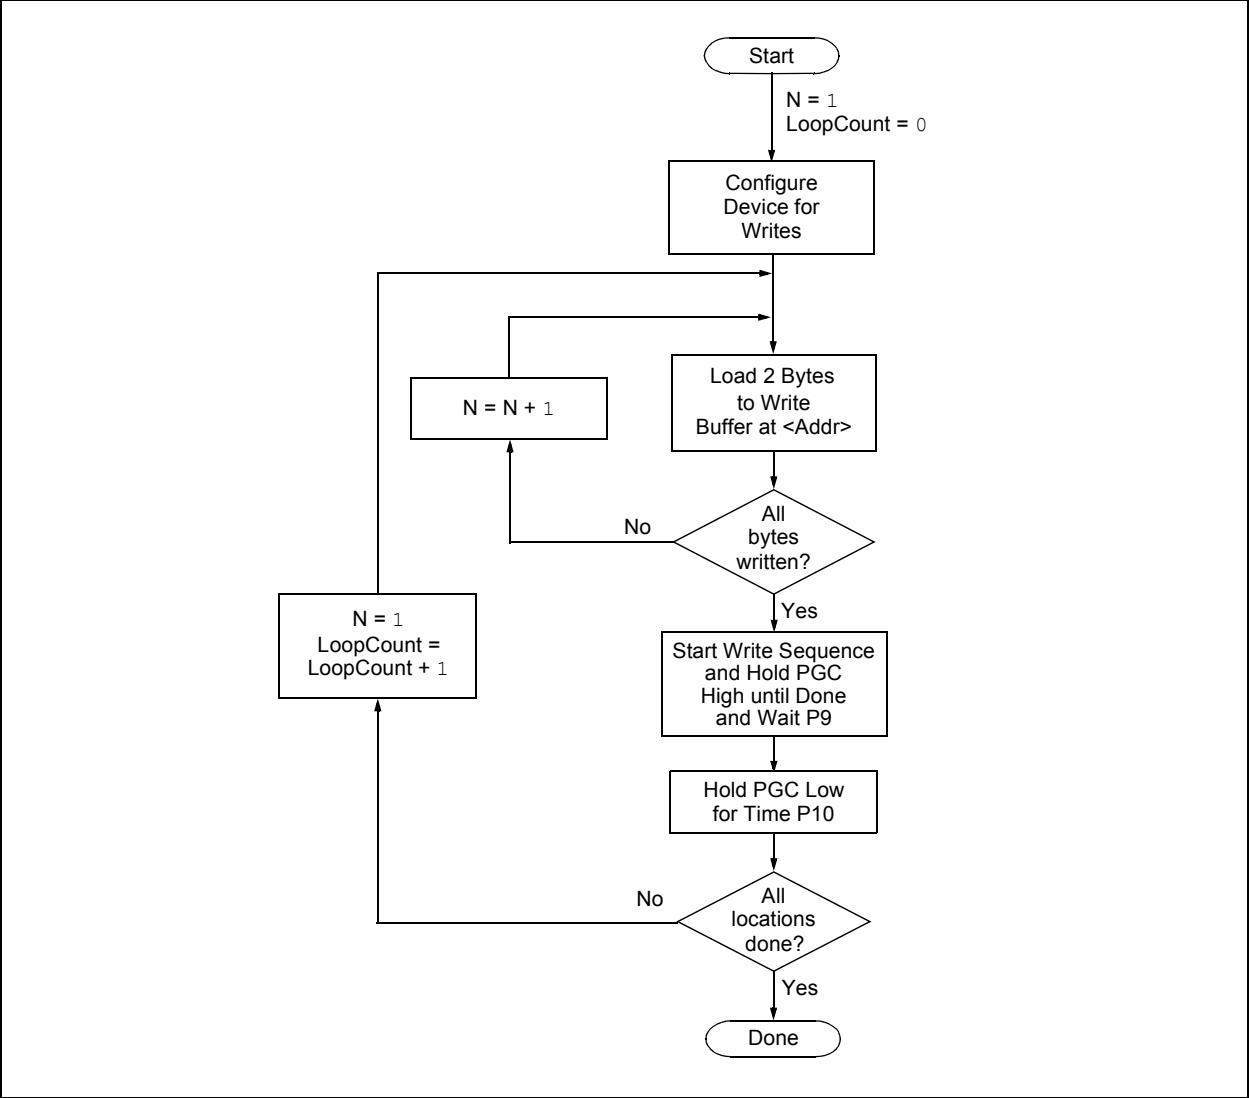 Start
N = 1
LoopCount = 0
Configure
Device for
Writes
Load 2 Bytes
to Write
Buffer at <Addr>
N = N + 1
All
bytes
written?
No
Yes
N = 1
LoopCount =
LoopCount + 1
Start Write Sequence
and Hold PGC
High until Done
and Wait P9
Hold PGC Low
for Time P10
All
locations
done?
No
Yes
Done